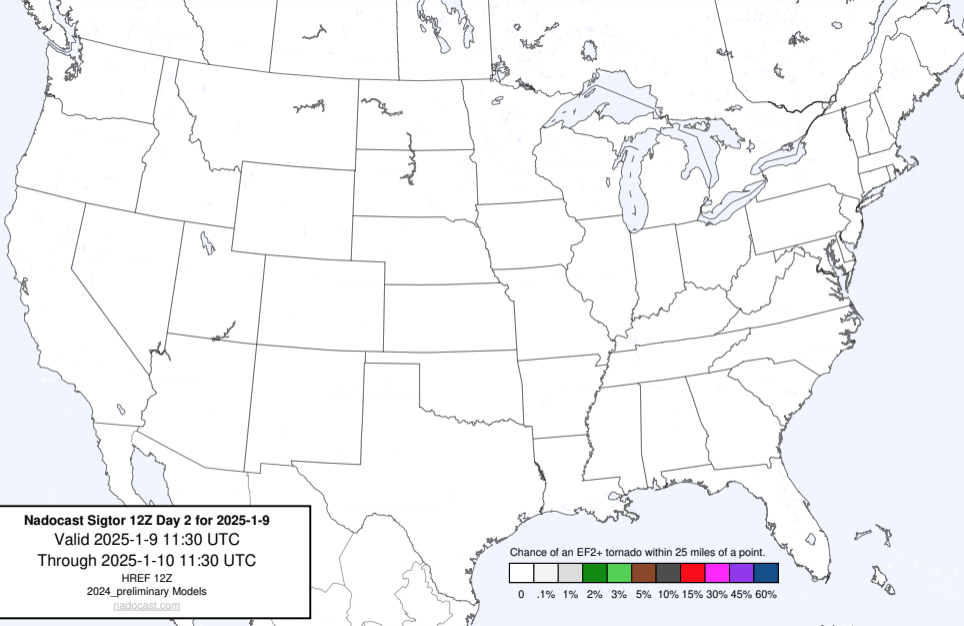 Nadocast Sigtor 12Z Day 2 for 2025-1-9
Valid 2025-1-9 11:30 UTC
Through 2025-1-10 11:30 UTC
HREF 12Z
2024_preliminary Models
nadocast.com
Chance of an EF2+ tornado within 25 miles of a point.
0 .1% 1% 2% 3% 5% 10% 15% 30% 45% 60%